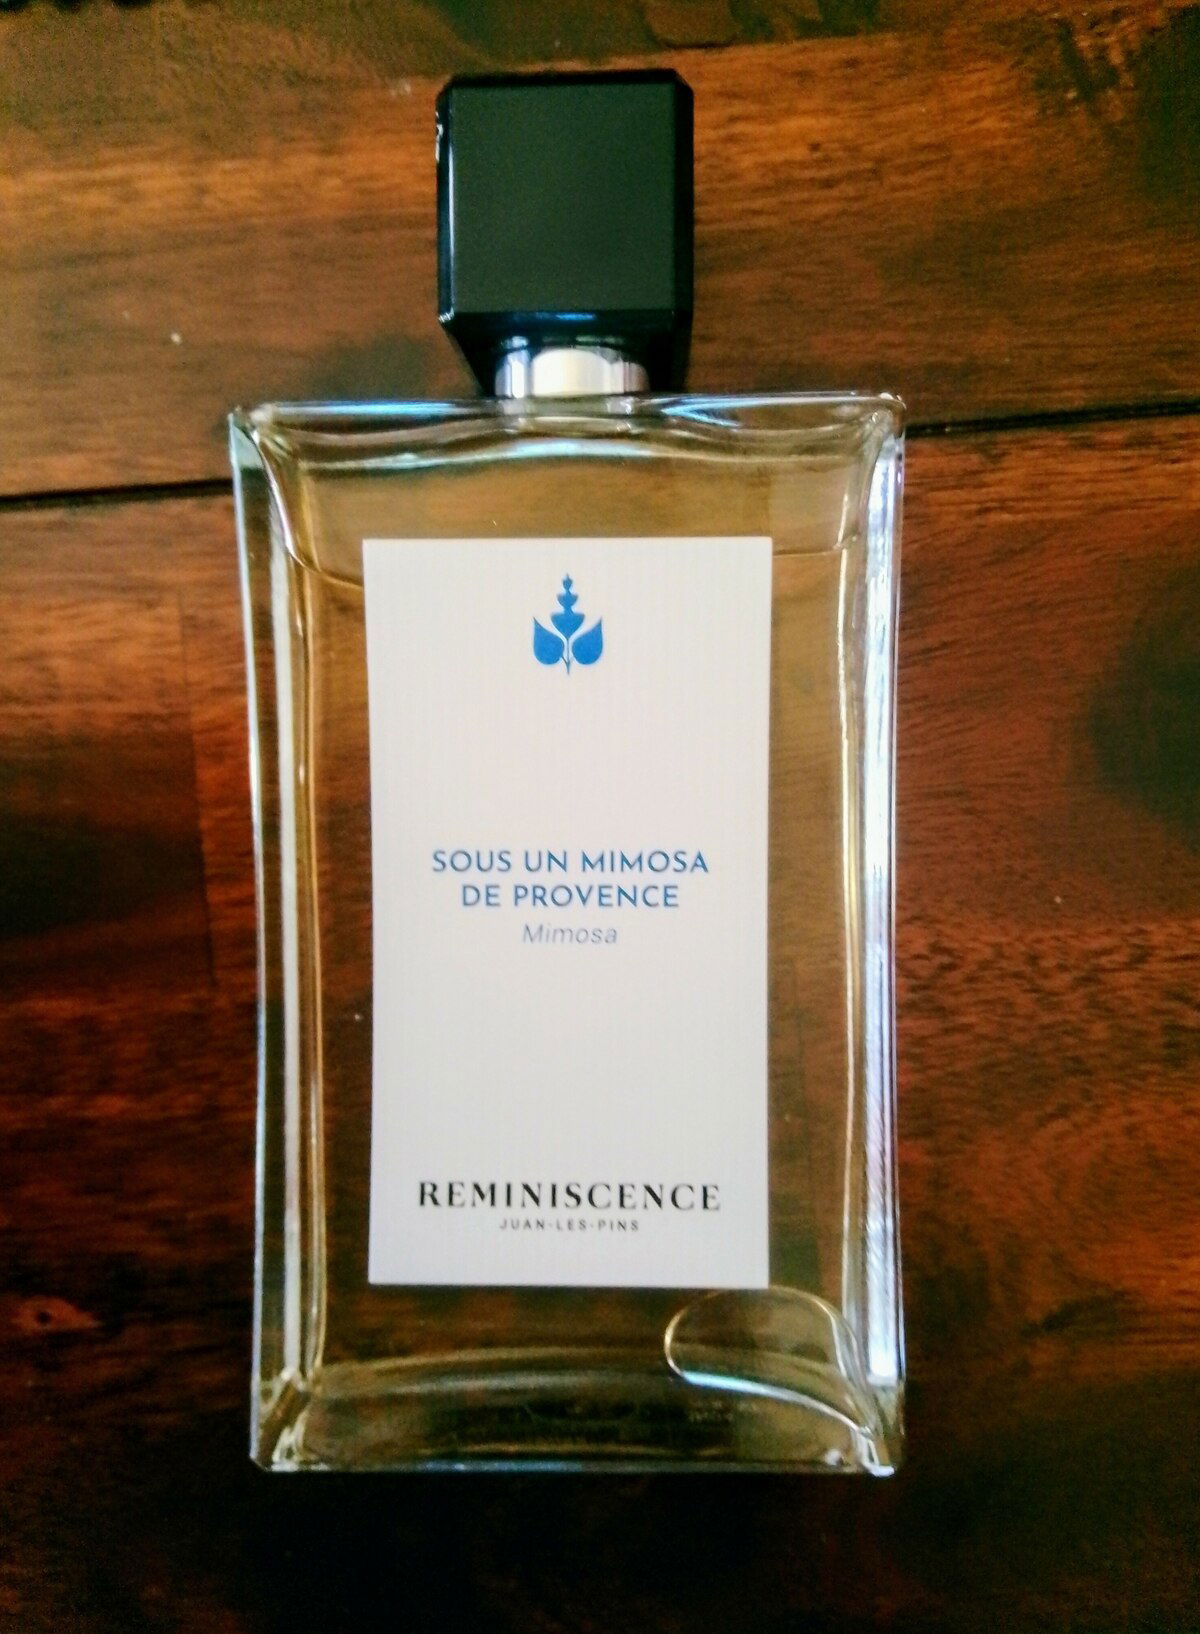 SOUS UN MIMOSA
DE PROVENCE
Mimosa
REMINISCENCE
JUAN-LES-PINS